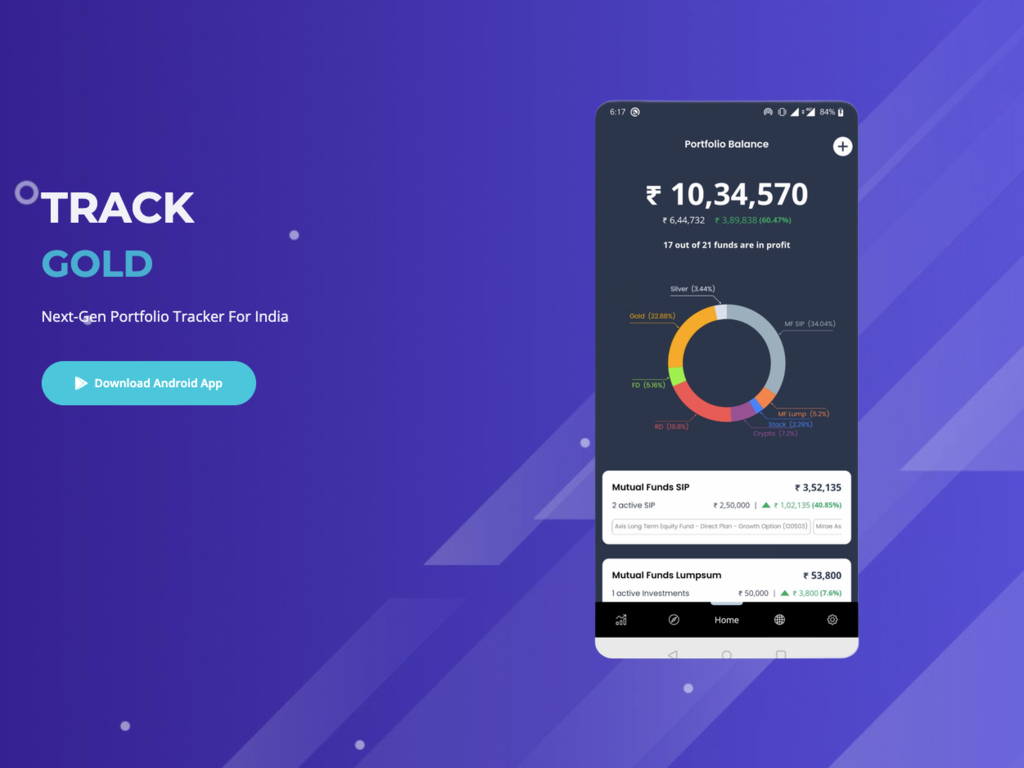 TRACK
GOLD
Next-Gen Portfolio Tracker For India
Download Android App
6:17 84%
Portfolio Balance
₹ 10,34,570
₹ 6,44,732 ₹ 3,89,838 (60.47%)
17 out of 21 funds are in profit
Silver (3.44%)
Gold (22.88%)
MF SIP (34.04%)
FD (5.16%)
MF Lump (5.2%)
Stock (2.28%)
RD (19.8%)
Crypto (7.2%)
Mutual Funds SIP ₹ 3,52,135
2 active SIP ₹ 2,50,000 | ▲ ₹ 1,02,135 (40.85%)
Axis Long Term Equity Fund - Direct Plan - Growth Option (120503) Mirae As
Mutual Funds Lumpsum ₹ 53,800
1 active Investments ₹ 50,000 | ▲ ₹ 3,800 (7.6%)
Home